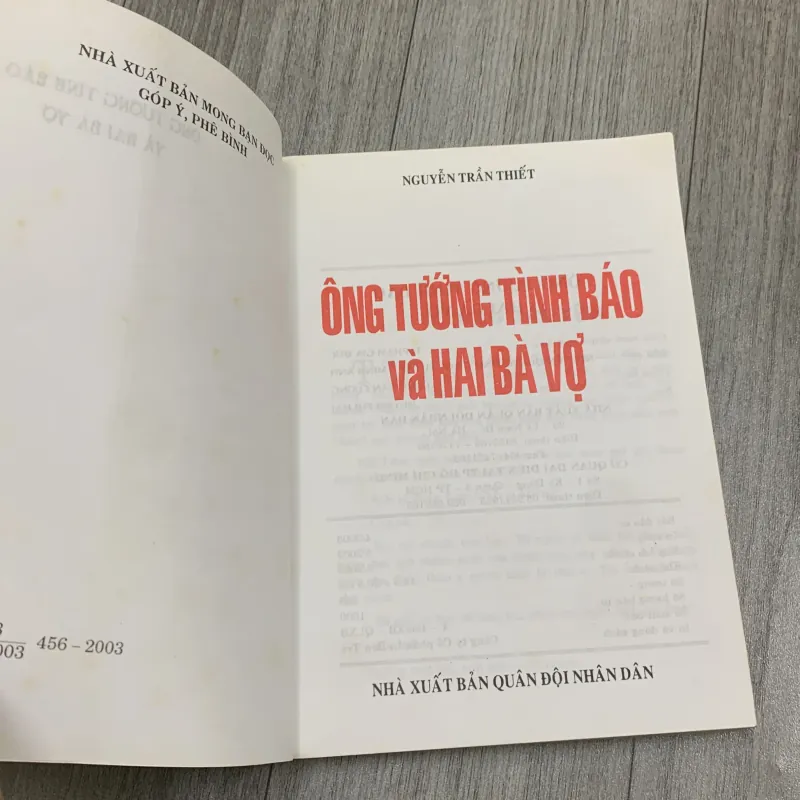 NHÀ XUẤT BẢN MONG BẠN ĐỌC
GÓP Ý, PHÊ BÌNH
456 – 2003
NGUYỄN TRẦN THIẾT
ÔNG TƯỚNG TÌNH BÁO
và HAI BÀ VỢ
NHÀ XUẤT BẢN QUÂN ĐỘI NHÂN DÂN